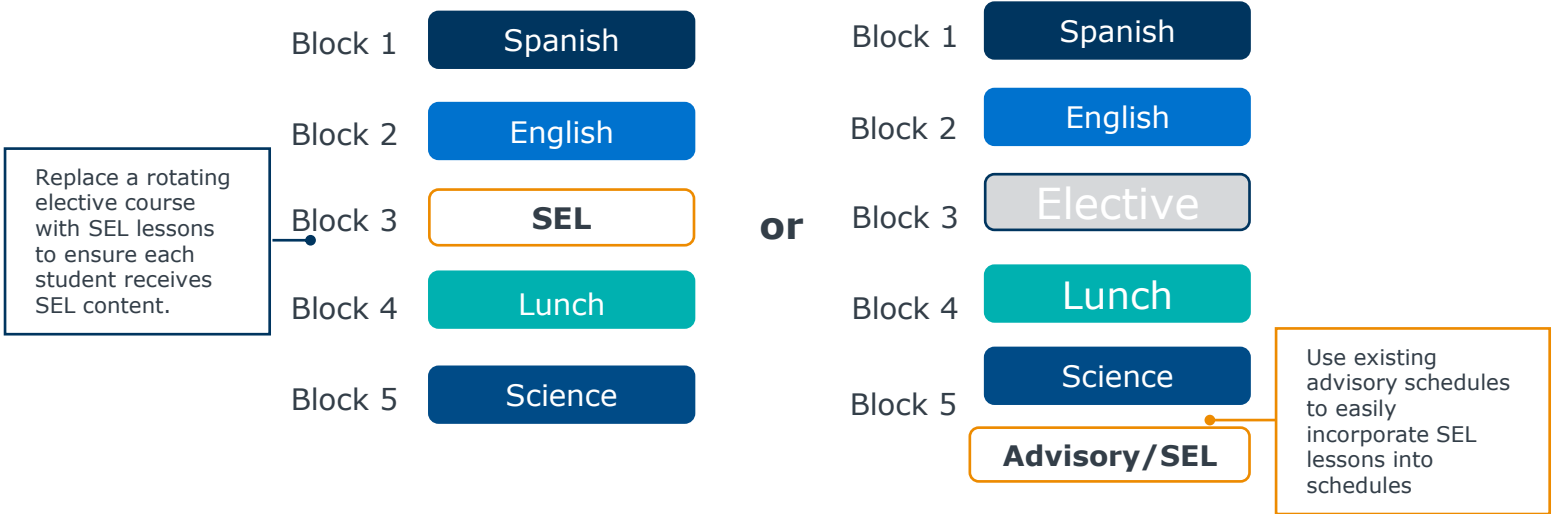 Block 1
Spanish
Block 2
English
Replace a rotating
elective course
with SEL lessons
to ensure each
student receives
SEL content.
Block 3
SEL
Block 4
Lunch
Block 5
Science
or
Block 1
Spanish
Block 2
English
Block 3
Elective
Block 4
Lunch
Block 5
Science
Advisory/SEL
Use existing
advisory schedules
to easily
incorporate SEL
lessons into
schedules